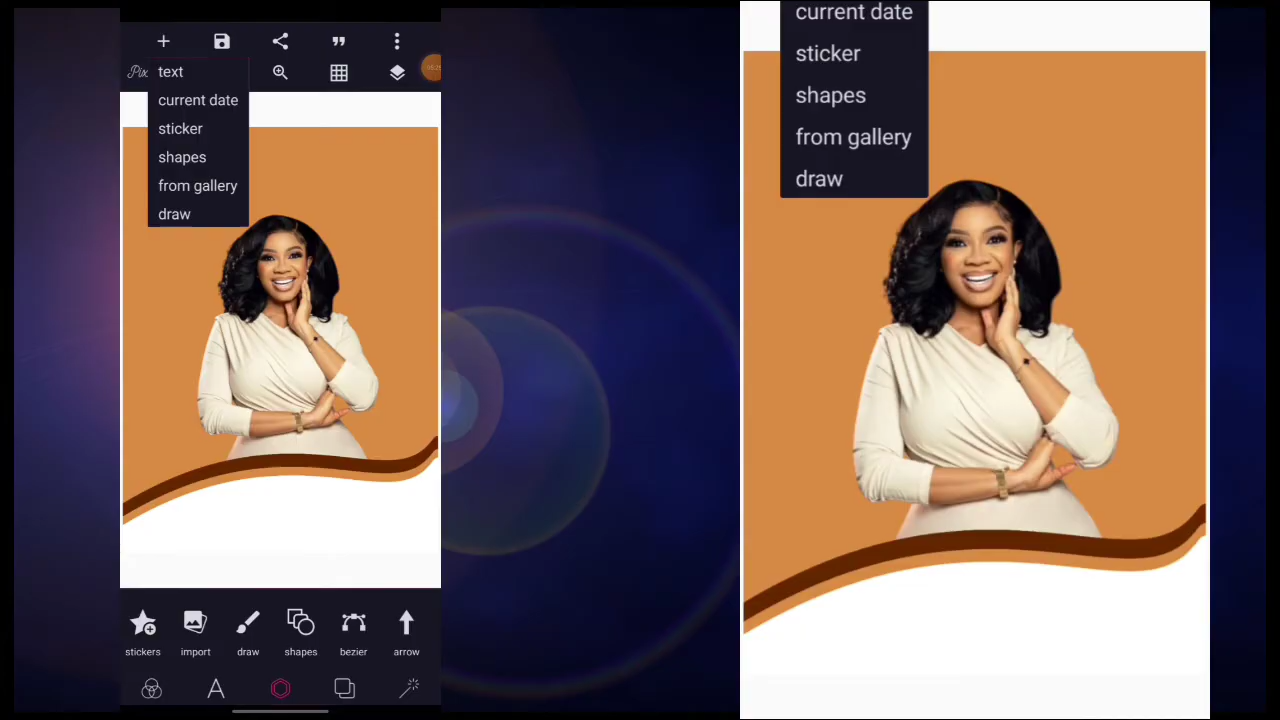 Pix
text
current date
sticker
shapes
from gallery
draw
stickers
import
draw
shapes
bezier
arrow
current date
sticker
shapes
from gallery
draw